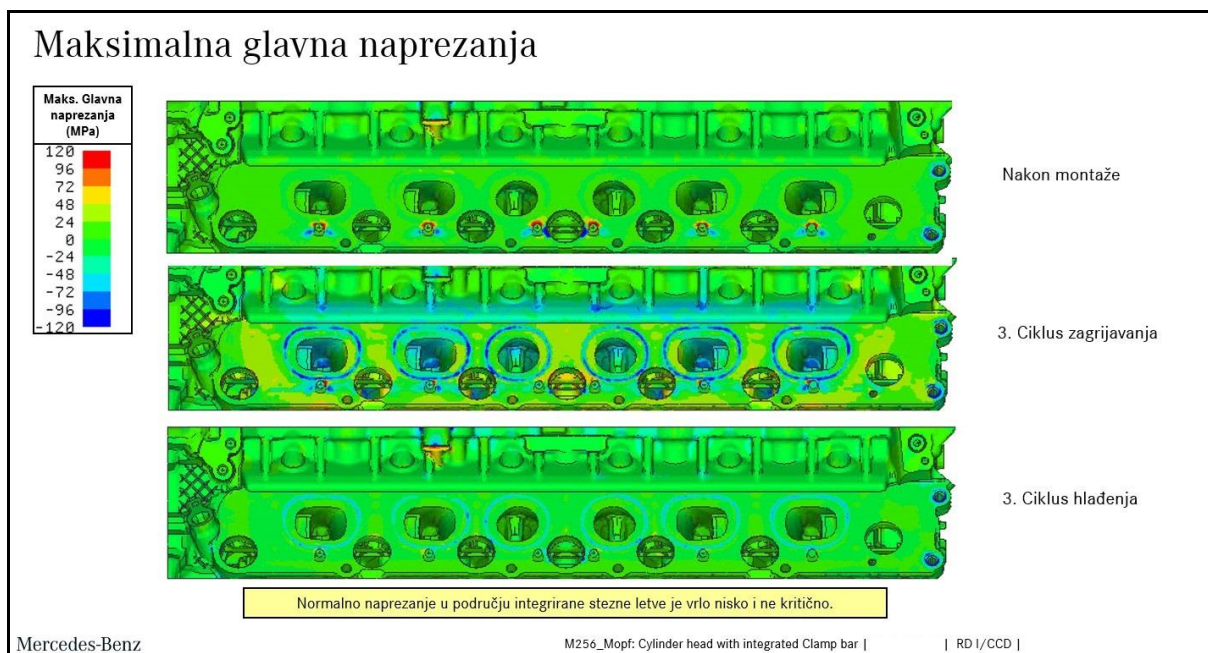 Maksimalna glavna naprezanja
Maks. Glavna
naprezanja
(MPa)
120
96
72
48
24
0
-24
-48
-72
-96
-120
Nakon montaže
3. Ciklus zagrijavanja
3. Ciklus hlađenja
Normalno naprezanje u području integrirane stezne letve je vrlo nisko i ne kritično.
Mercedes-Benz
M256_Mopf: Cylinder head with integrated Clamp bar | | RD I/CCD |